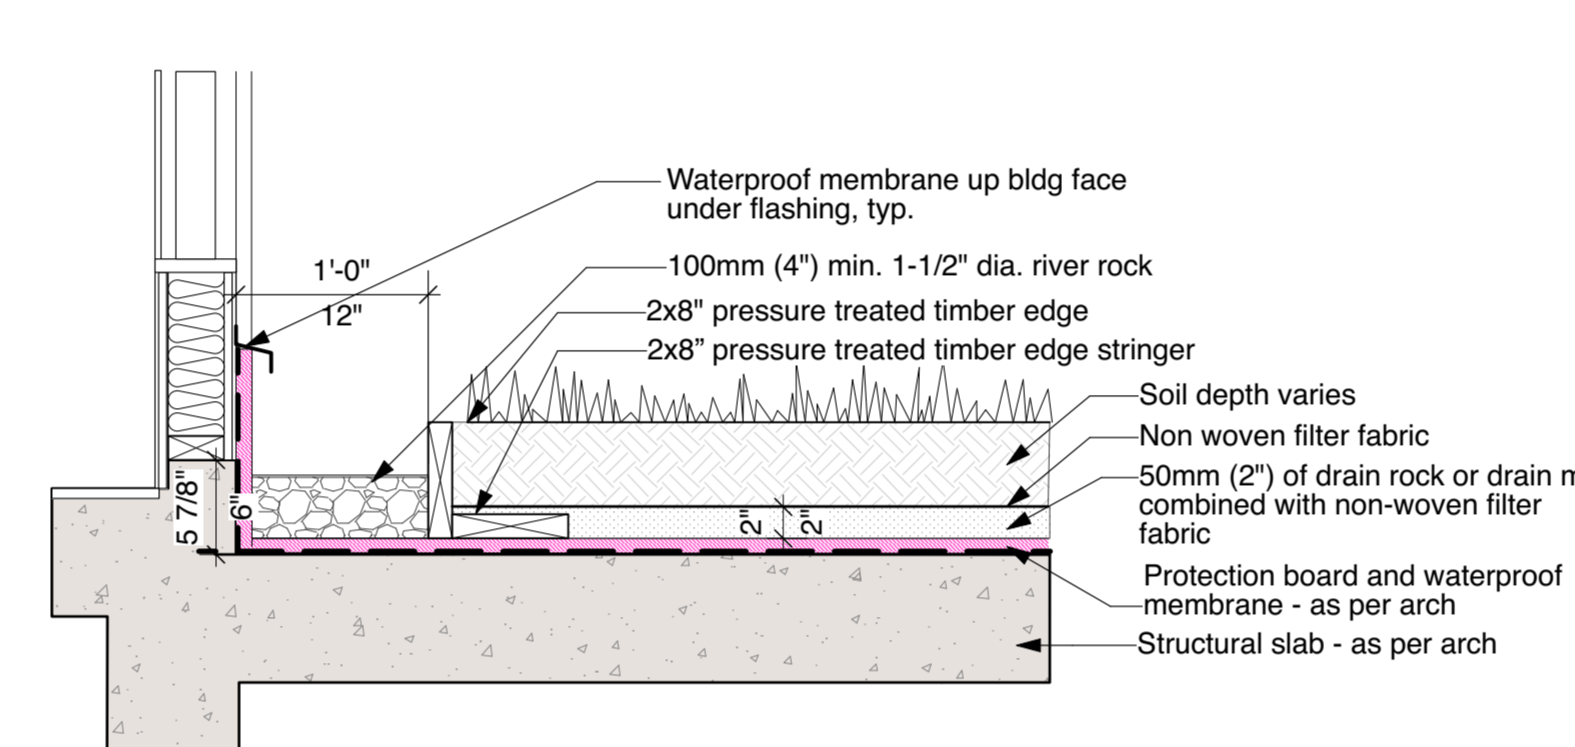 Waterproof membrane up bldg face
under flashing, typ.
1'-0"
12"
100mm (4") min. 1-1/2" dia. river rock
2x8" pressure treated timber edge
2x8” pressure treated timber edge stringer
Soil depth varies
Non woven filter fabric
50mm (2") of drain rock or drain m
combined with non-woven filter
fabric
5 7/8"
6"
2"
2"
Protection board and waterproof
membrane - as per arch
Structural slab - as per arch